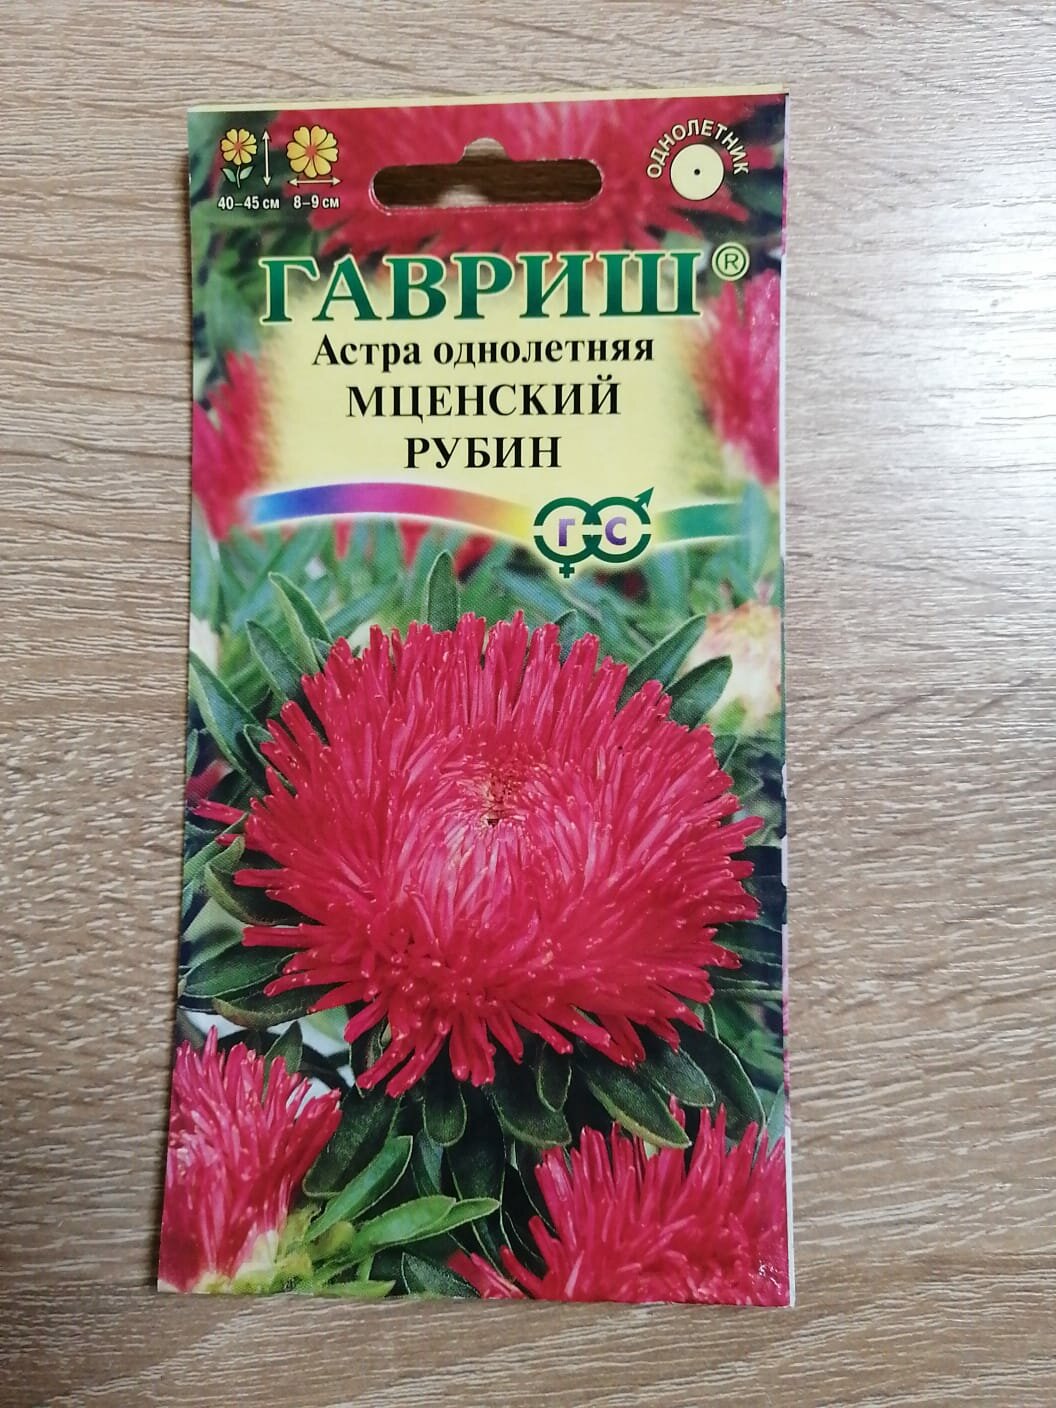 40–45 см 8–9 см
ОДНОЛЕТНИК
ГАВРИШ®
Астра однолетняя
МЦЕНСКИЙ
РУБИН
Г С